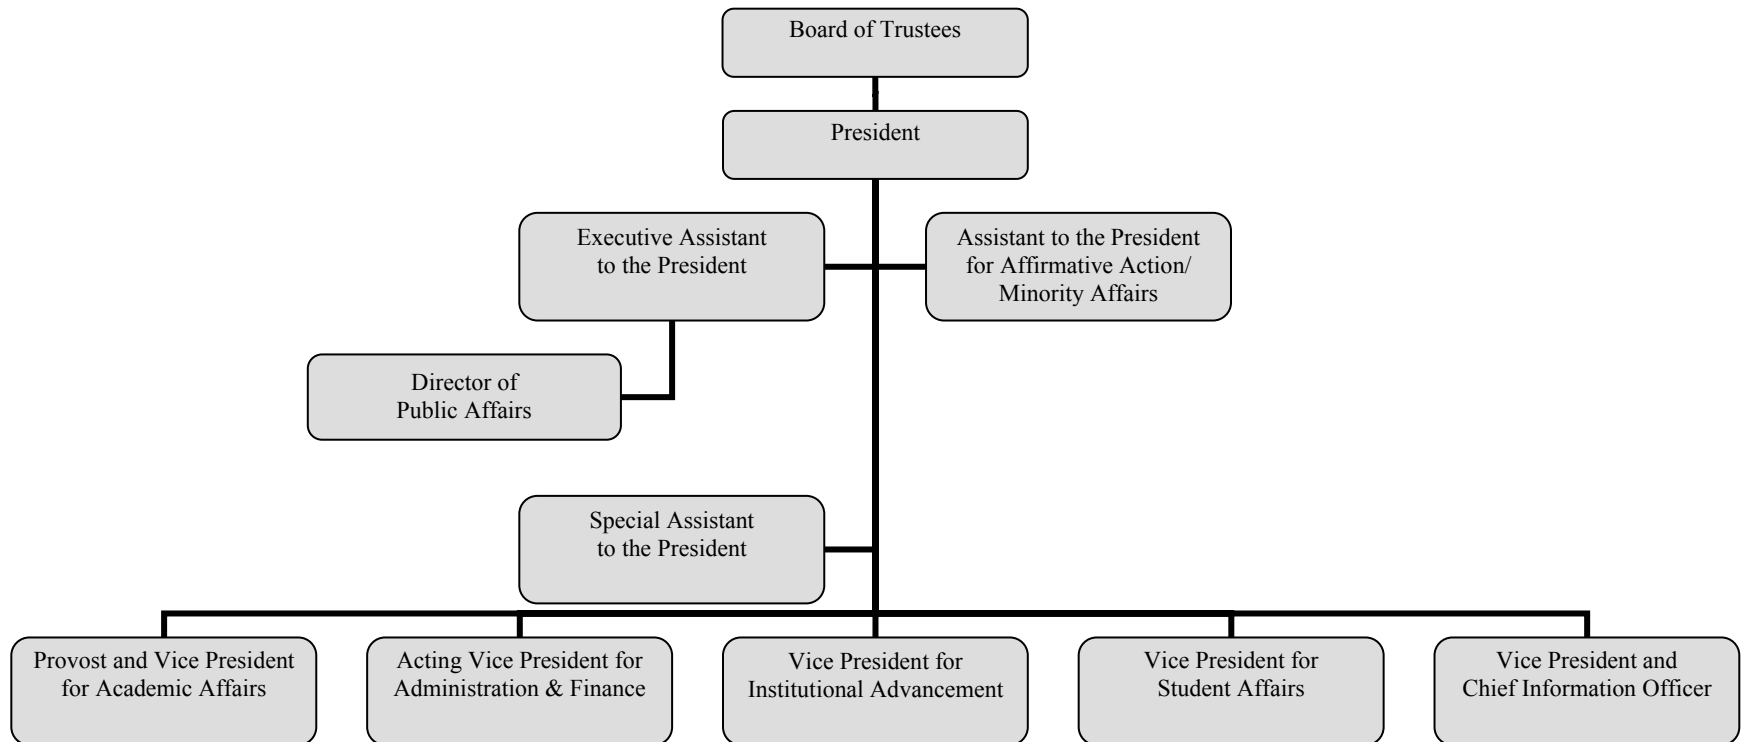 Board of Trustees
President
Executive Assistant
to the President
Assistant to the President
for Affirmative Action/
Minority Affairs
Director of
Public Affairs
Special Assistant
to the President
Provost and Vice President
for Academic Affairs
Acting Vice President for
Administration & Finance
Vice President for
Institutional Advancement
Vice President for
Student Affairs
Vice President and
Chief Information Officer